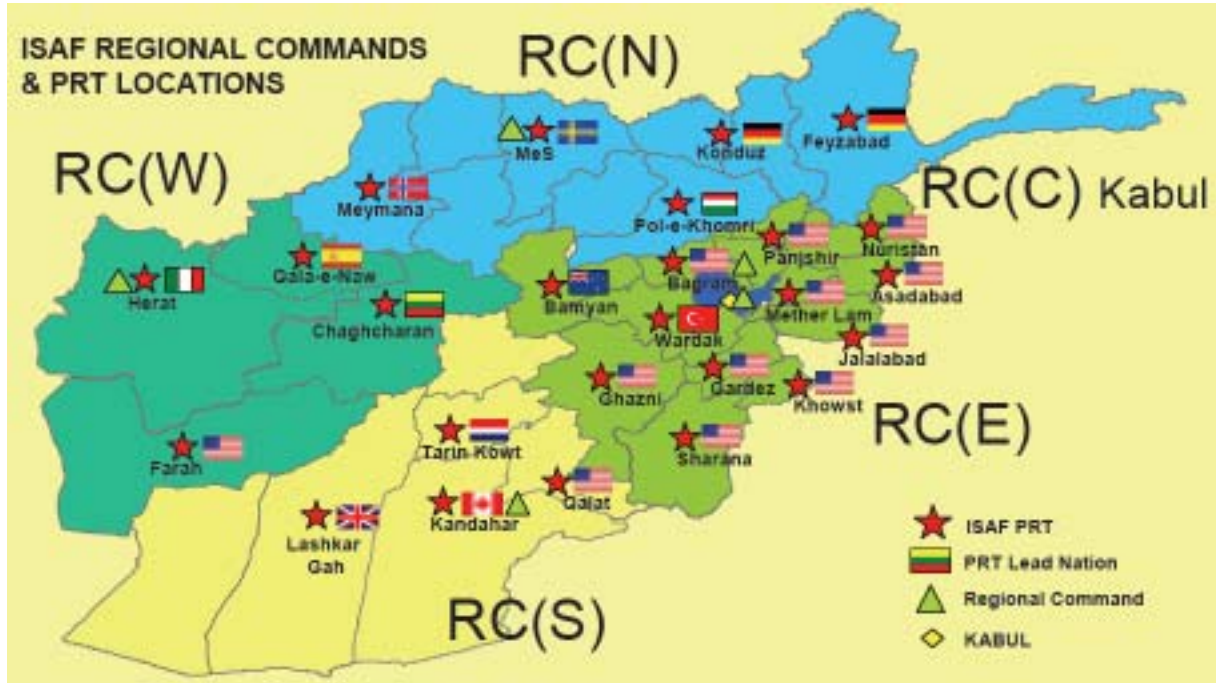 ISAF REGIONAL COMMANDS
& PRT LOCATIONS
RC(N)
RC(W)
RC(C) Kabul
MeS
Konduz
Feyzabad
Meymana
Pol-e-Khomri
Panjshir
Nuristan
Qala-e-Naw
Herat
Chaghcharan
Bamyan
Bagram
Asadabad
Mether Lam
Wardak
Jalalabad
Ghazni
Gardez
Khowst
RC(E)
Farah
Tarin Kowt
Sharana
Qalat
Kandahar
Lashkar
Gah
RC(S)
ISAF PRT
PRT Lead Nation
Regional Command
KABUL